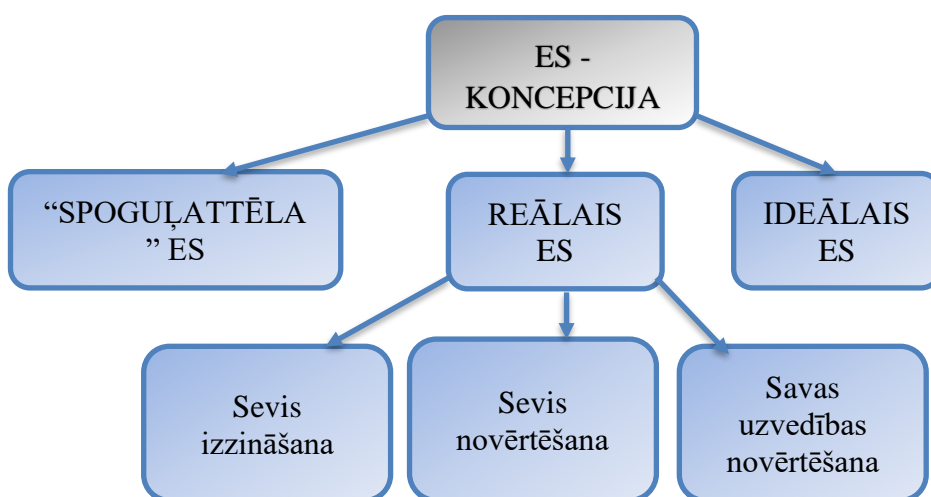 ES -
KONCEPCIJA
“SPOGUĻATTĒLA
” ES
REĀLAIS
ES
IDEĀLAIS
ES
Sevis
izzināšana
Sevis
novērtēšana
Savas
uzvedības
novērtēšana